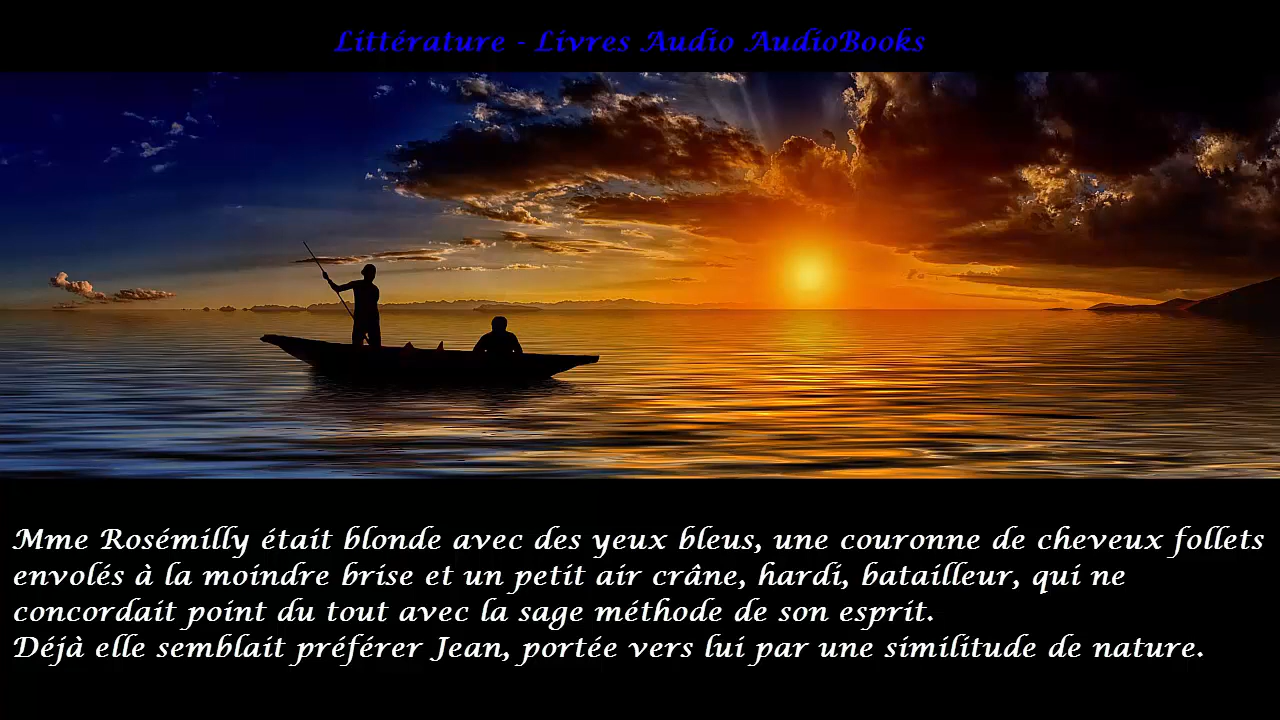 Littérature - Livres Audio AudioBooks
Mme Rosémilly était blonde avec des yeux bleus, une couronne de cheveux follets
envolés à la moindre brise et un petit air crâne, hardi, batailleur, qui ne
concordait point du tout avec la sage méthode de son esprit.
Déjà elle semblait préférer Jean, portée vers lui par une similitude de nature.